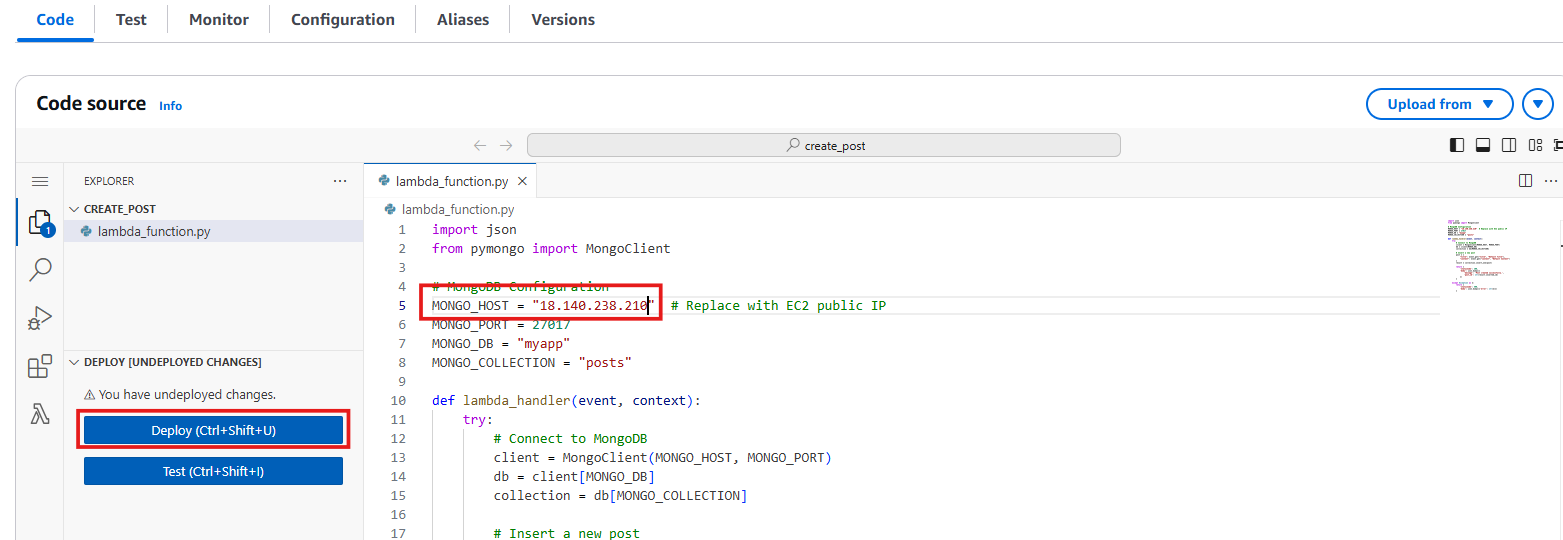 Code Test Monitor Configuration Aliases Versions
Code source Info
Upload from
create_post
EXPLORER
lambda_function.py
CREATE_POST
lambda_function.py
1
DEPLOY [UNDEPLOYED CHANGES]
You have undeployed changes.
Deploy (Ctrl+Shift+U)
Test (Ctrl+Shift+I)
lambda_function.py
1 import json
2 from pymongo import MongoClient
3
4 # MongoDB Configuration
5 MONGO_HOST = "18.140.238.210" # Replace with EC2 public IP
6 MONGO_PORT = 27017
7 MONGO_DB = "myapp"
8 MONGO_COLLECTION = "posts"
9
10 def lambda_handler(event, context):
11 try:
12 # Connect to MongoDB
13 client = MongoClient(MONGO_HOST, MONGO_PORT)
14 db = client[MONGO_DB]
15 collection = db[MONGO_COLLECTION]
16
17 # Insert a new post